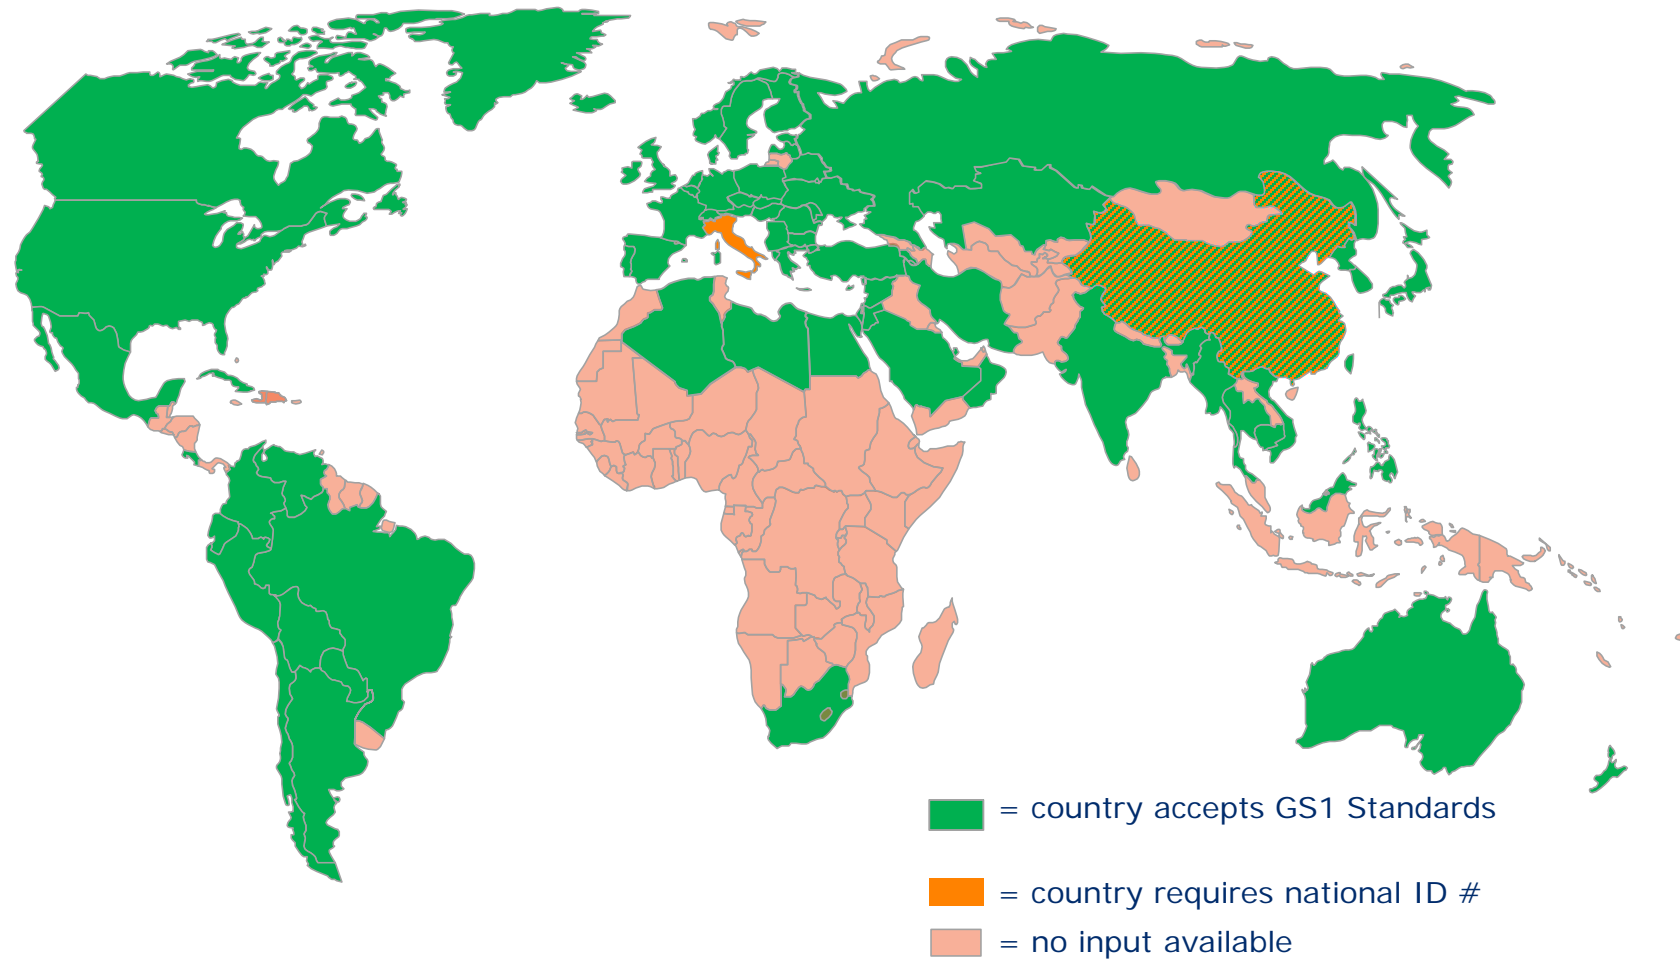 = country accepts GS1 Standards
= country requires national ID #
= no input available